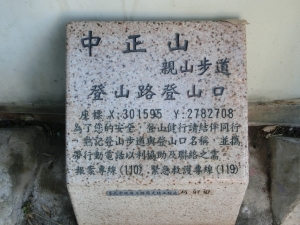 中正山
親山步道
登山路登山口
座標 X:301595 Y:2782708
為了您的安全，登山健行請結伴同行
，熟記登山步道與登山口名稱，並攜
帶行動電話以利協助及聯絡之需。
報案專線（110），緊急救護專線（119）